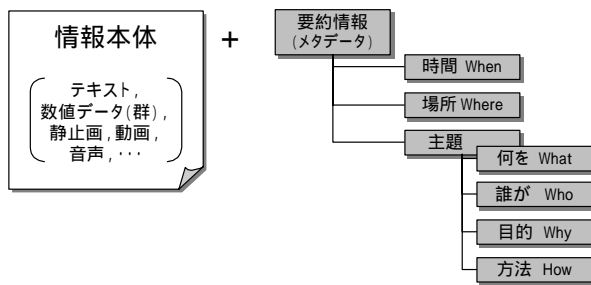 情報本体
テキスト,
数値データ(群),
静止画,動画,
音声,···
+
要約情報
(メタデータ)
時間 When
場所 Where
主題
何を What
誰が Who
目的 Why
方法 How